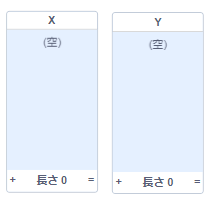 X
(空)
+ 長さ 0 =
Y
(空)
+ 長さ 0 =